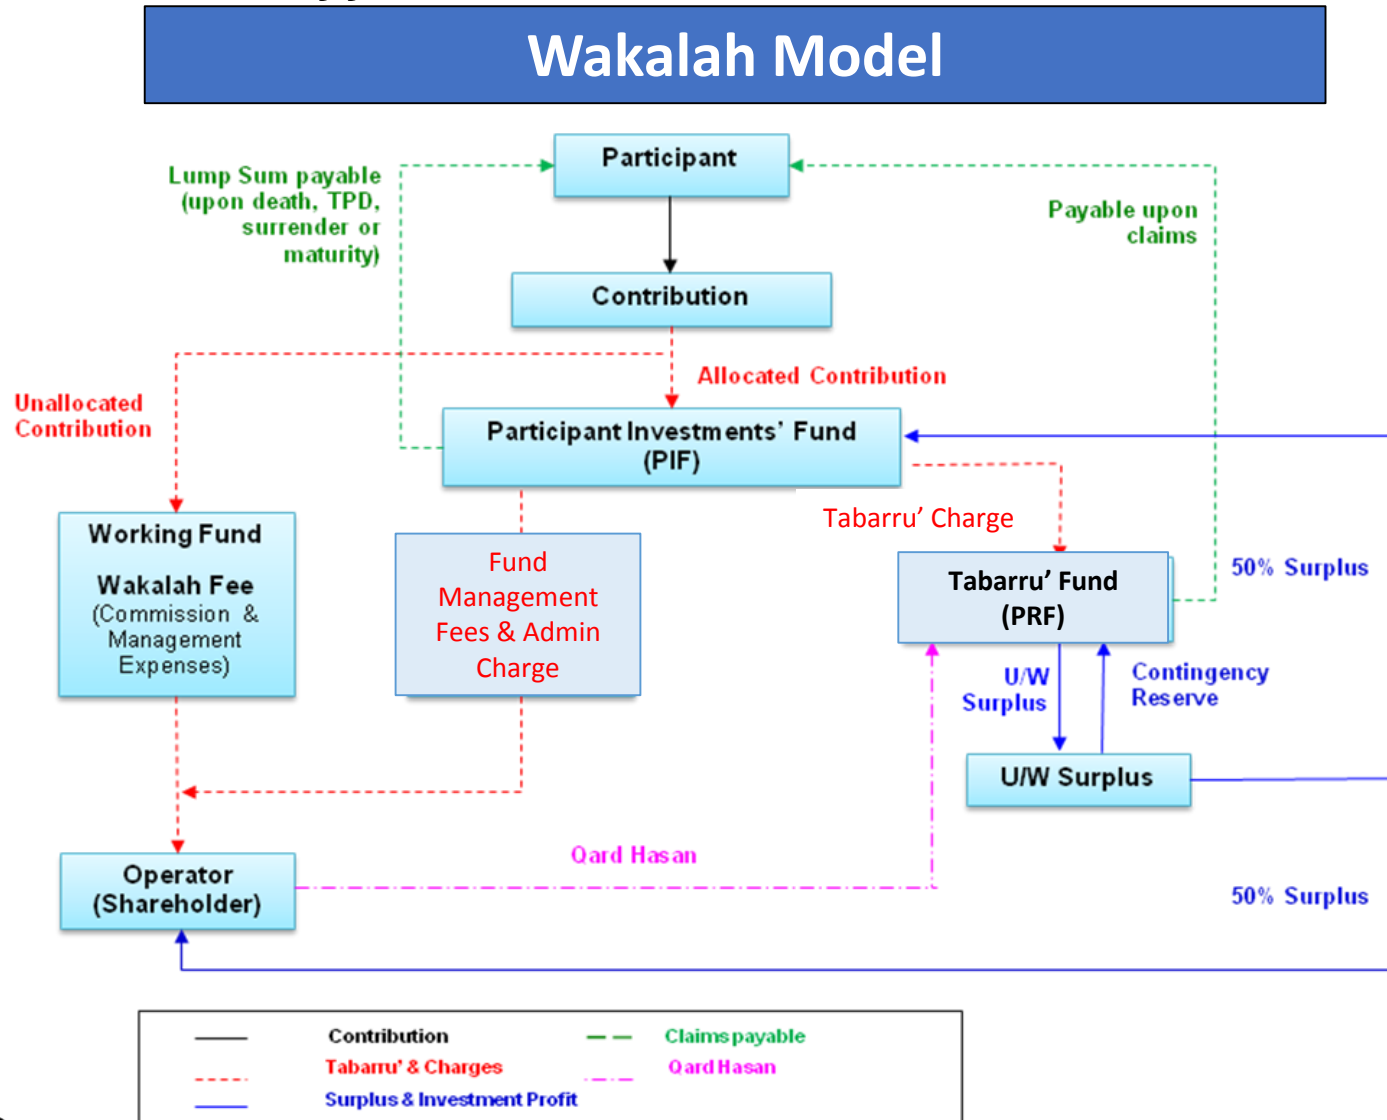 Wakalah Model
Participant
Lump Sum payable
(upon death, TPD,
surrender or
maturity)
Payable upon
claims
Contribution
Allocated Contribution
Unallocated
Contribution
Participant Investments’ Fund
(PIF)
Tabarru’ Charge
Working Fund
Wakalah Fee
(Commission &
Management
Expenses)
Fund
Management
Fees & Admin
Charge
Tabarru’ Fund
(PRF)
50% Surplus
U/W
Surplus
Contingency
Reserve
U/W Surplus
Qard Hasan
Operator
(Shareholder)
50% Surplus
Contribution
Claims payable
Tabarru’ & Charges
Qard Hasan
Surplus & Investment Profit